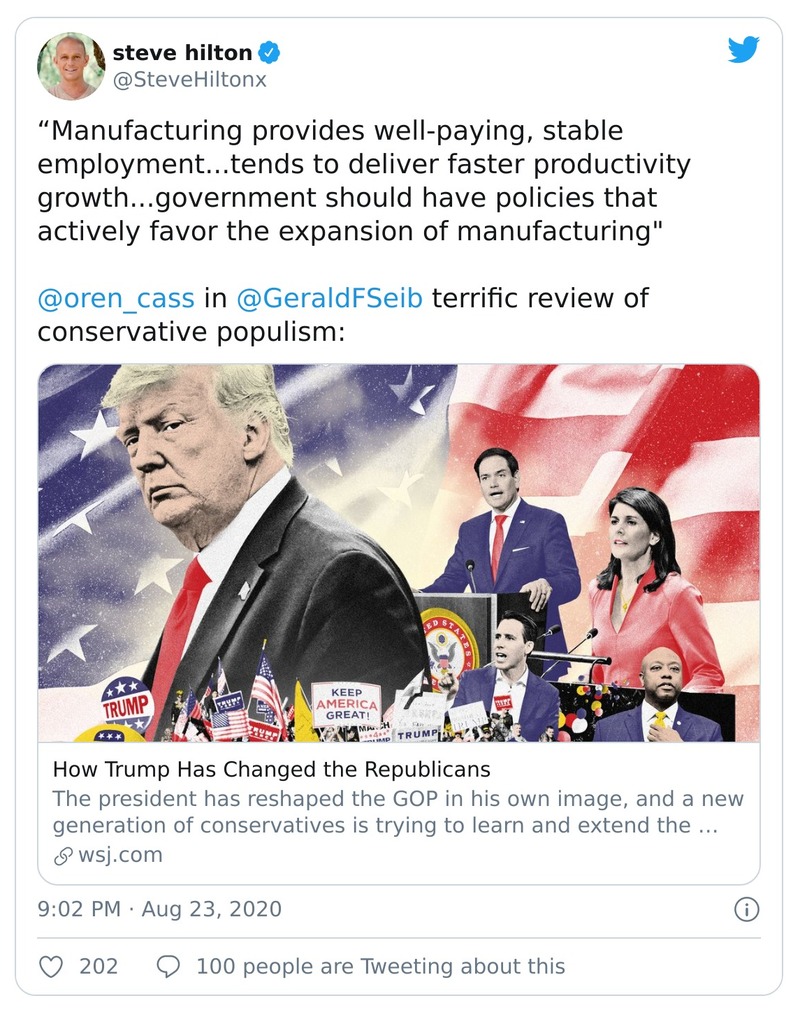 steve hilton
@SteveHiltonx
“Manufacturing provides well-paying, stable
employment...tends to deliver faster productivity
growth...government should have policies that
actively favor the expansion of manufacturing"
@oren_cass in @GeraldFSeib terrific review of
conservative populism:
ED STATES
TRUMP
KEEP
AMERICA
GREAT!
TRUMP
How Trump Has Changed the Republicans
The president has reshaped the GOP in his own image, and a new
generation of conservatives is trying to learn and extend the ...
wsj.com
9:02 PM · Aug 23, 2020
202
100 people are Tweeting about this